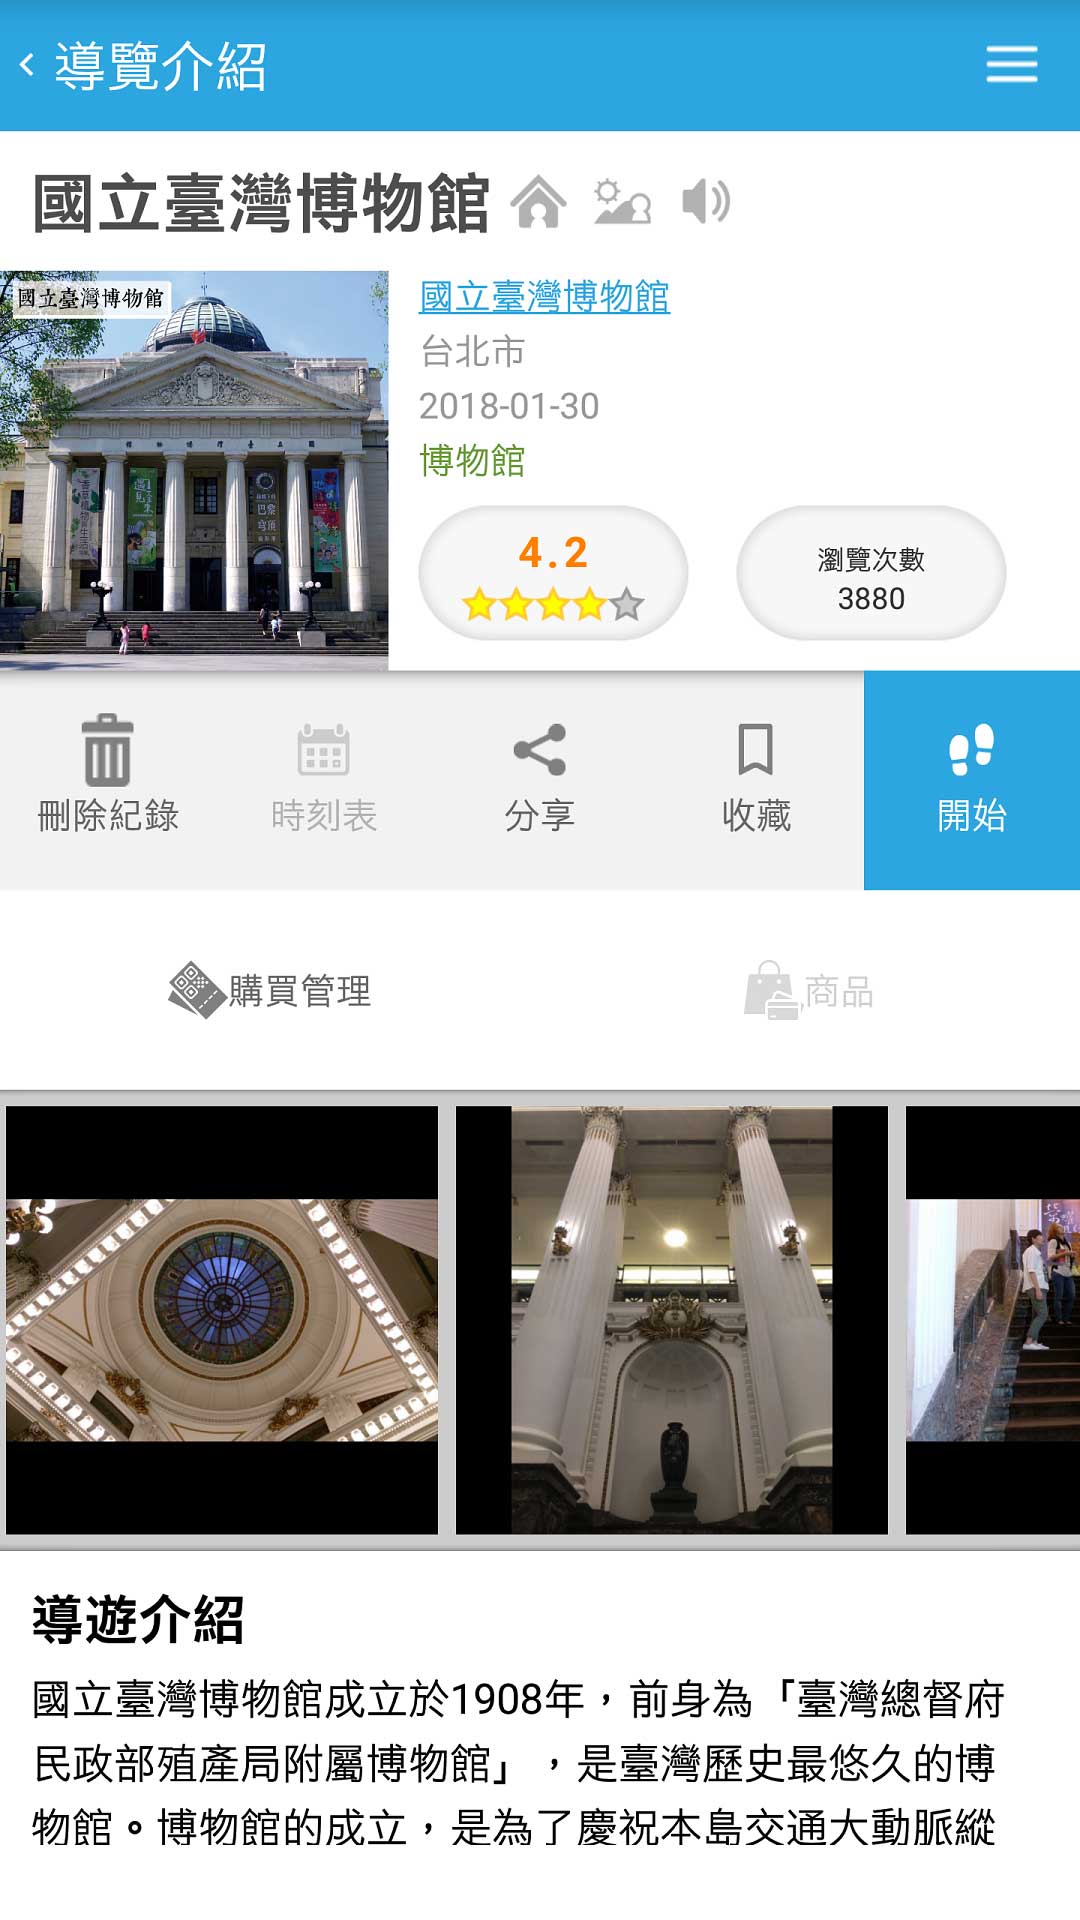 導覽介紹
國立臺灣博物館
國立臺灣博物館
國立臺灣博物館
台北市
2018-01-30
博物館
4.2
瀏覽次數
3880
刪除紀錄
時刻表
分享
收藏
開始
購買管理
商品
導遊介紹
國立臺灣博物館成立於1908年，前身為「臺灣總督府
民政部殖產局附屬博物館」，是臺灣歷史最悠久的博
物館。博物館的成立，是為了慶祝本島交通大動脈縱